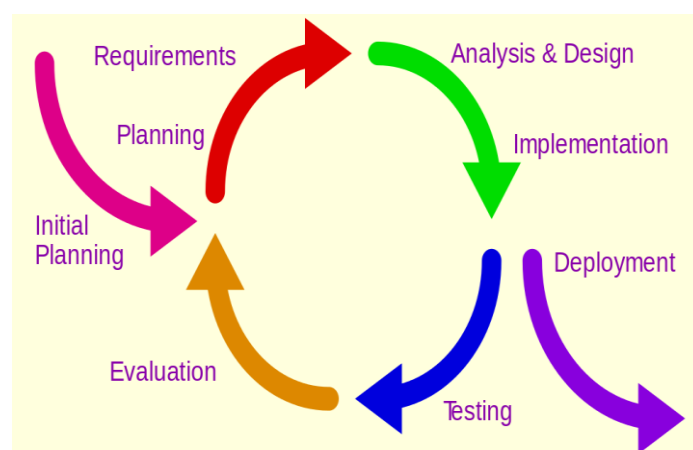 Requirements
Analysis & Design
Planning
Implementation
Initial
Planning
Deployment
Evaluation
Testing